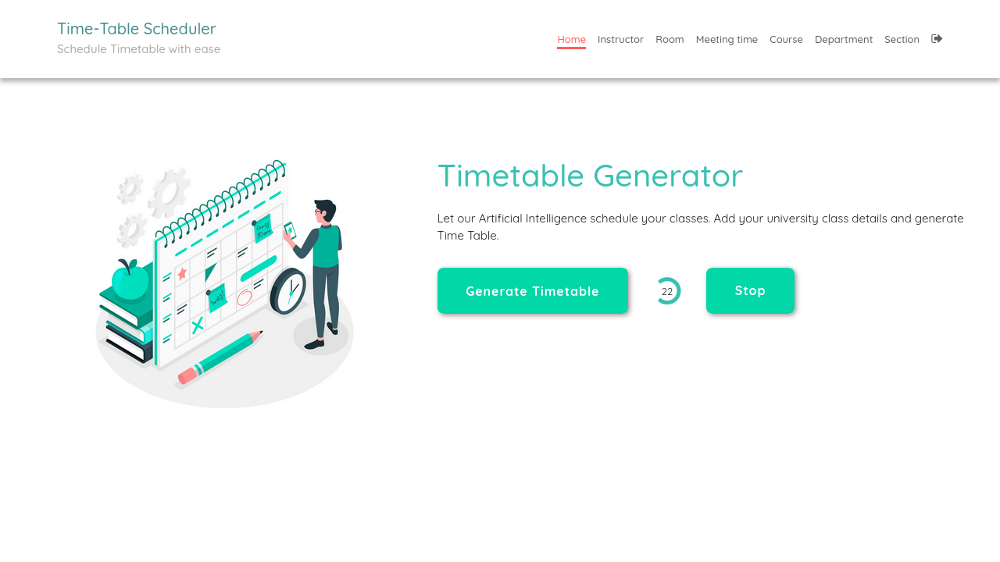 Time-Table Scheduler
Schedule Timetable with ease
Home Instructor Room Meeting time Course Department Section
Timetable Generator
Let our Artificial Intelligence schedule your classes. Add your university class details and generate
Time Table.
Generate Timetable
22
Stop